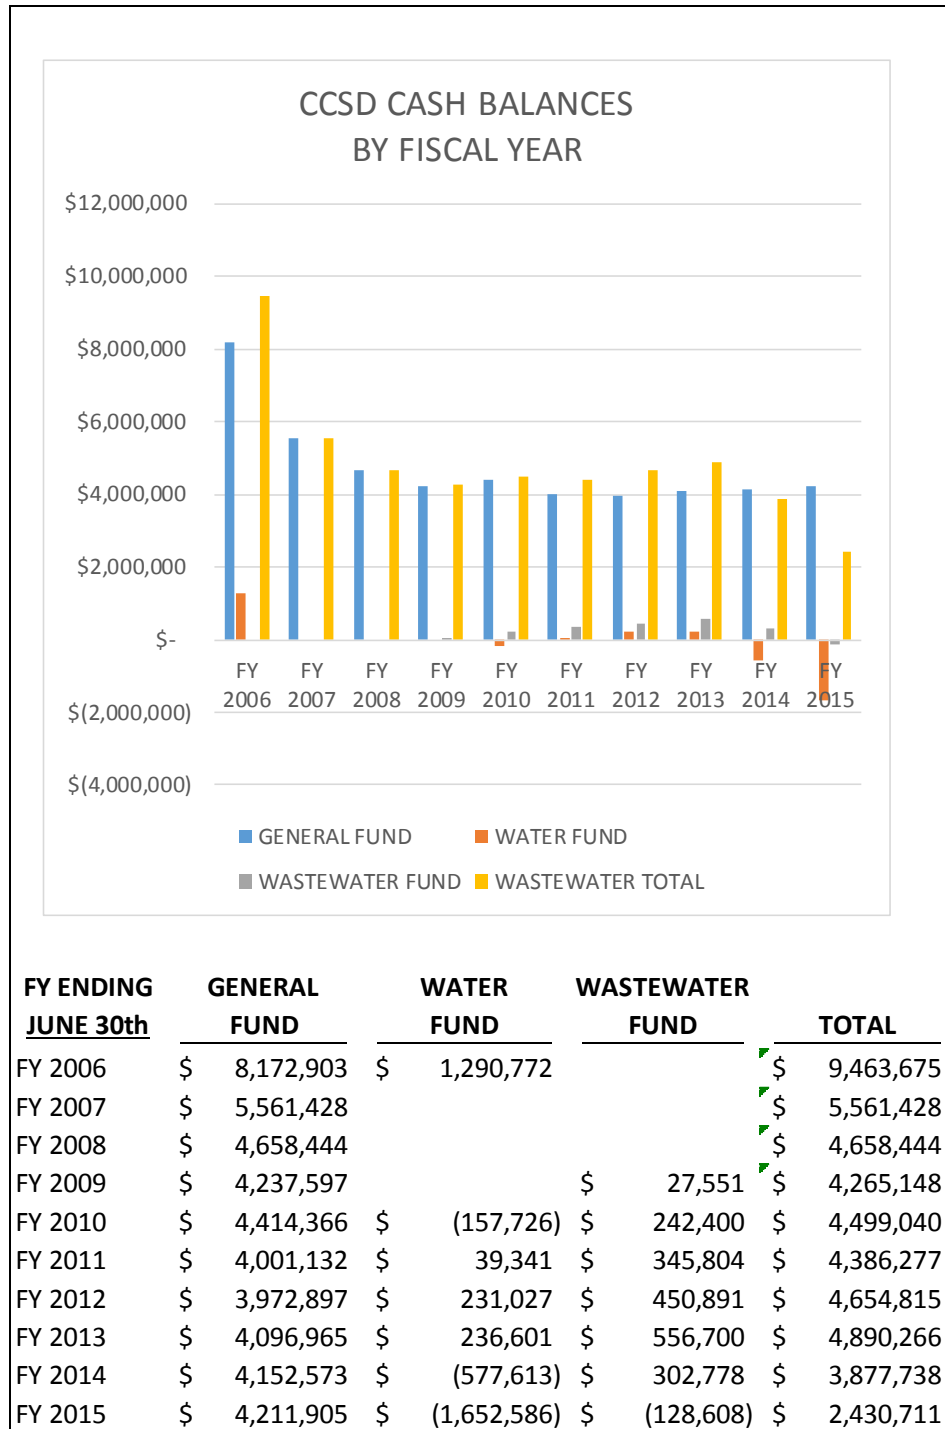 CCSD CASH BALANCES
BY FISCAL YEAR
$12,000,000
$10,000,000
$8,000,000
$6,000,000
$4,000,000
$2,000,000
$-
$(2,000,000)
$(4,000,000)
FY FY FY FY FY FY FY FY FY FY
2006 2007 2008 2009 2010 2011 2012 2013 2014 2015
GENERAL FUND WATER FUND
WASTEWATER FUND WASTEWATER TOTAL
FY ENDING GENERAL WATER WASTEWATER
JUNE 30th FUND FUND FUND TOTAL
FY 2006 $ 8,172,903 $ 1,290,772 $ 9,463,675
FY 2007 $ 5,561,428 $ 5,561,428
FY 2008 $ 4,658,444 $ 4,658,444
FY 2009 $ 4,237,597 $ 27,551 $ 4,265,148
FY 2010 $ 4,414,366 $ (157,726) $ 242,400 $ 4,499,040
FY 2011 $ 4,001,132 $ 39,341 $ 345,804 $ 4,386,277
FY 2012 $ 3,972,897 $ 231,027 $ 450,891 $ 4,654,815
FY 2013 $ 4,096,965 $ 236,601 $ 556,700 $ 4,890,266
FY 2014 $ 4,152,573 $ (577,613) $ 302,778 $ 3,877,738
FY 2015 $ 4,211,905 $ (1,652,586) $ (128,608) $ 2,430,711